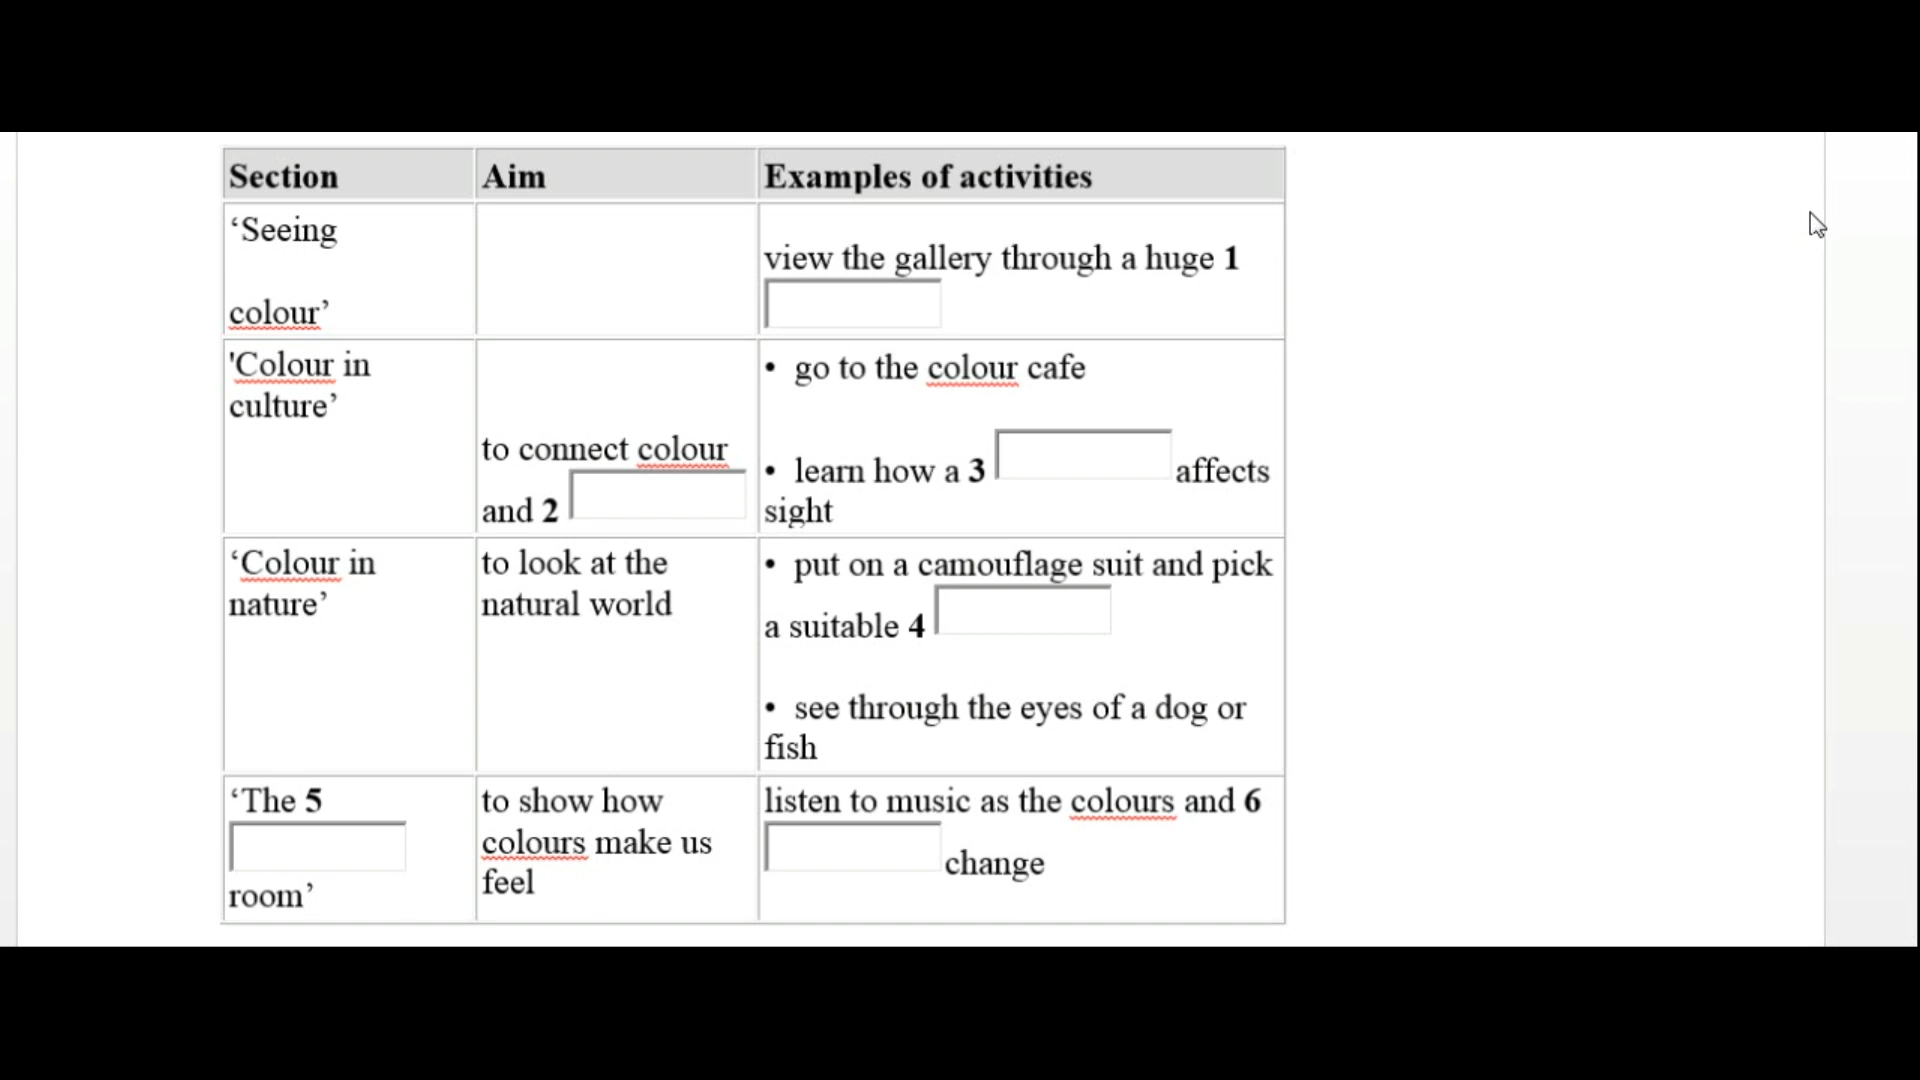 Section Aim Examples of activities
‘Seeing
colour’
view the gallery through a huge 1
'Colour in
culture’
to connect colour
and 2
• go to the colour cafe
• learn how a 3 affects
sight
‘Colour in
nature’
to look at the
natural world
• put on a camouflage suit and pick
a suitable 4
• see through the eyes of a dog or
fish
‘The 5
room’
to show how
colours make us
feel
listen to music as the colours and 6
change